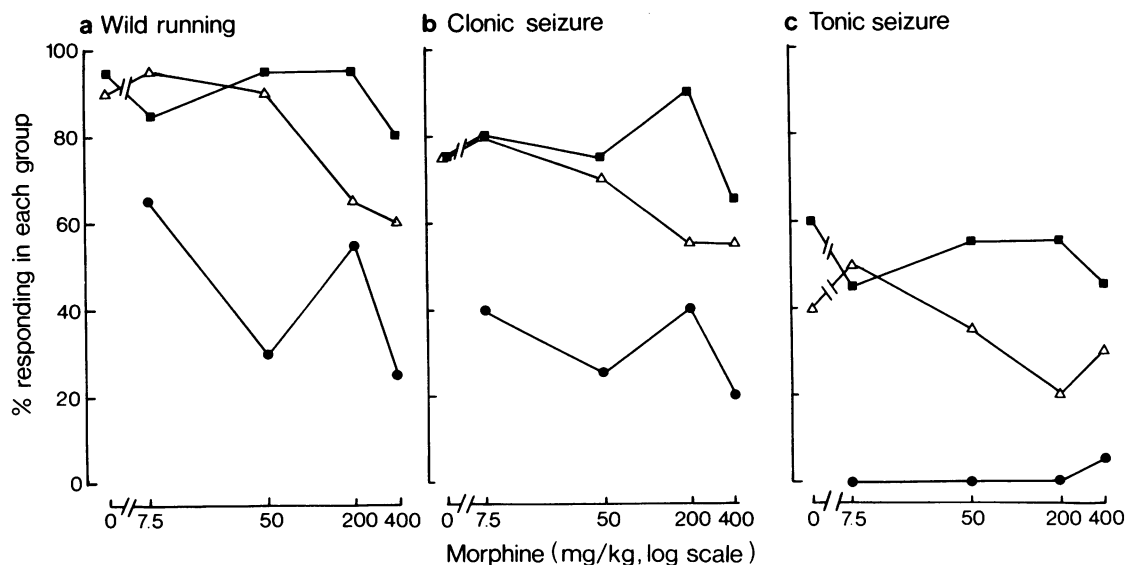 a Wild running
b Clonic seizure
c Tonic seizure
% responding in each group
100
80
60
40
20
0
0 7.5 50 200 400
0 7.5 50 200 400
0 7.5 50 200 400
Morphine (mg/kg, log scale)